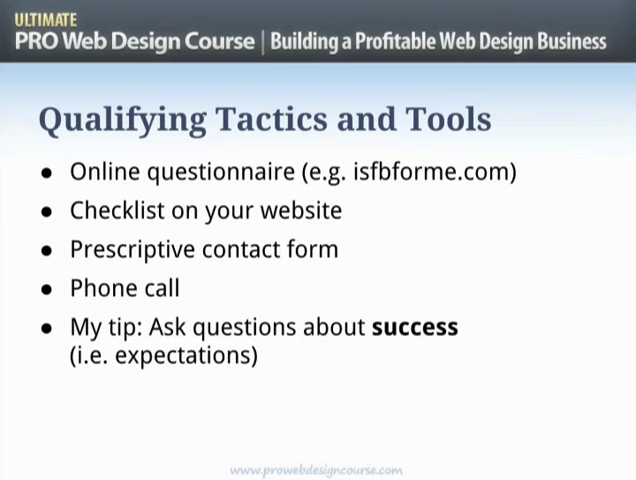 ULTIMATE
PRO Web Design Course | Building a Profitable Web Design Business
Qualifying Tactics and Tools
● Online questionnaire (e.g. isfbforme.com)
● Checklist on your website
● Prescriptive contact form
● Phone call
● My tip: Ask questions about success
(i.e. expectations)
www.prowebdesigncourse.com